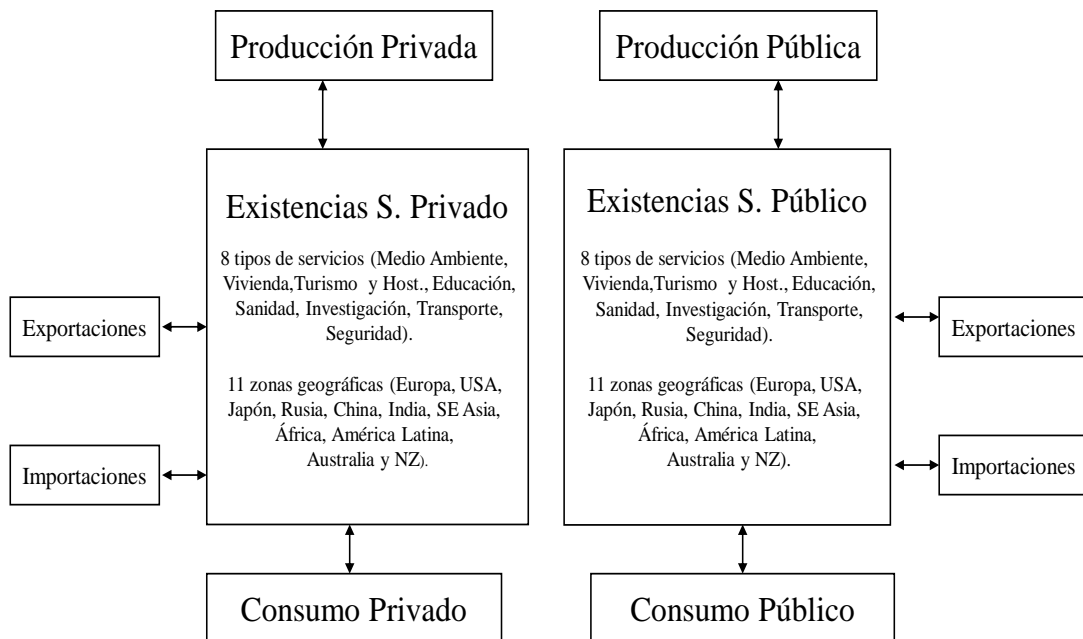 Producción Privada
Producción Pública
Existencias S. Privado
8 tipos de servicios (Medio Ambiente,
Vivienda,Turismo y Host., Educación,
Sanidad, Investigación, Transporte,
Seguridad).
11 zonas geográficas (Europa, USA,
Japón, Rusia, China, India, SE Asia,
África, América Latina,
Australia y NZ).
Existencias S. Público
8 tipos de servicios (Medio Ambiente,
Vivienda,Turismo y Host., Educación,
Sanidad, Investigación, Transporte,
Seguridad).
11 zonas geográficas (Europa, USA,
Japón, Rusia, China, India, SE Asia,
África, América Latina,
Australia y NZ).
Exportaciones
Exportaciones
Importaciones
Importaciones
Consumo Privado
Consumo Público